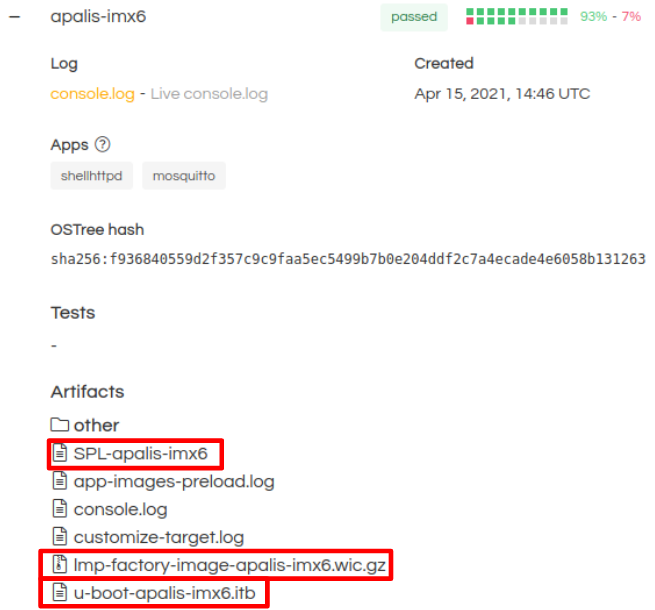 – apalis-imx6 passed 93% - 7%
Log Created
console.log - Live console.log Apr 15, 2021, 14:46 UTC
Apps ?
shellhttpd mosquitto
OSTree hash
sha256:f936840559d2f357c9c9faa5ec5499b7b0e204ddf2c7a4ecade4e6058b131263
Tests
-
Artifacts
other
SPL-apalis-imx6
app-images-preload.log
console.log
customize-target.log
lmp-factory-image-apalis-imx6.wic.gz
u-boot-apalis-imx6.itb